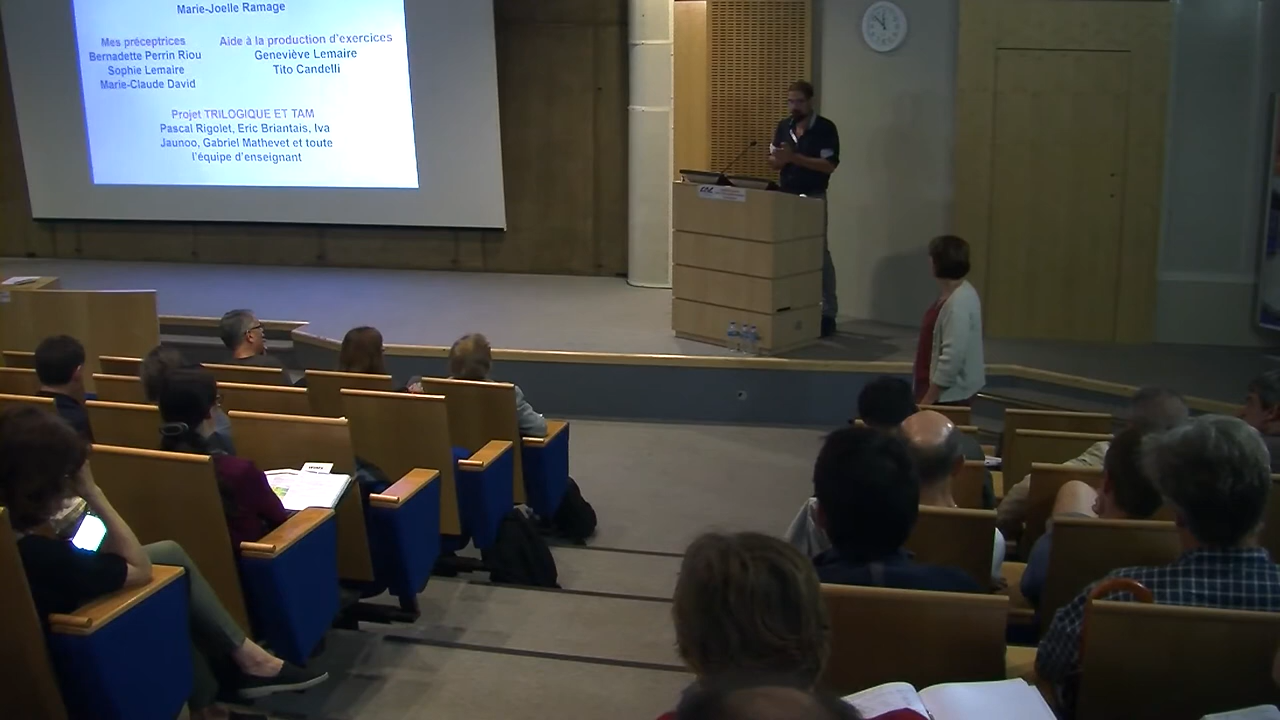 Marie-Joelle Ramage
Mes préceptrices
Bernadette Perrin Riou
Sophie Lemaire
Marie-Claude David
Aide à la production d'exercices
Geneviève Lemaire
Tito Candelli
Projet TRILOGIQUE ET TAM
Pascal Rigolet, Eric Briantais, Iva
Jaunoo, Gabriel Mathevet et toute
l'équipe d'enseignant